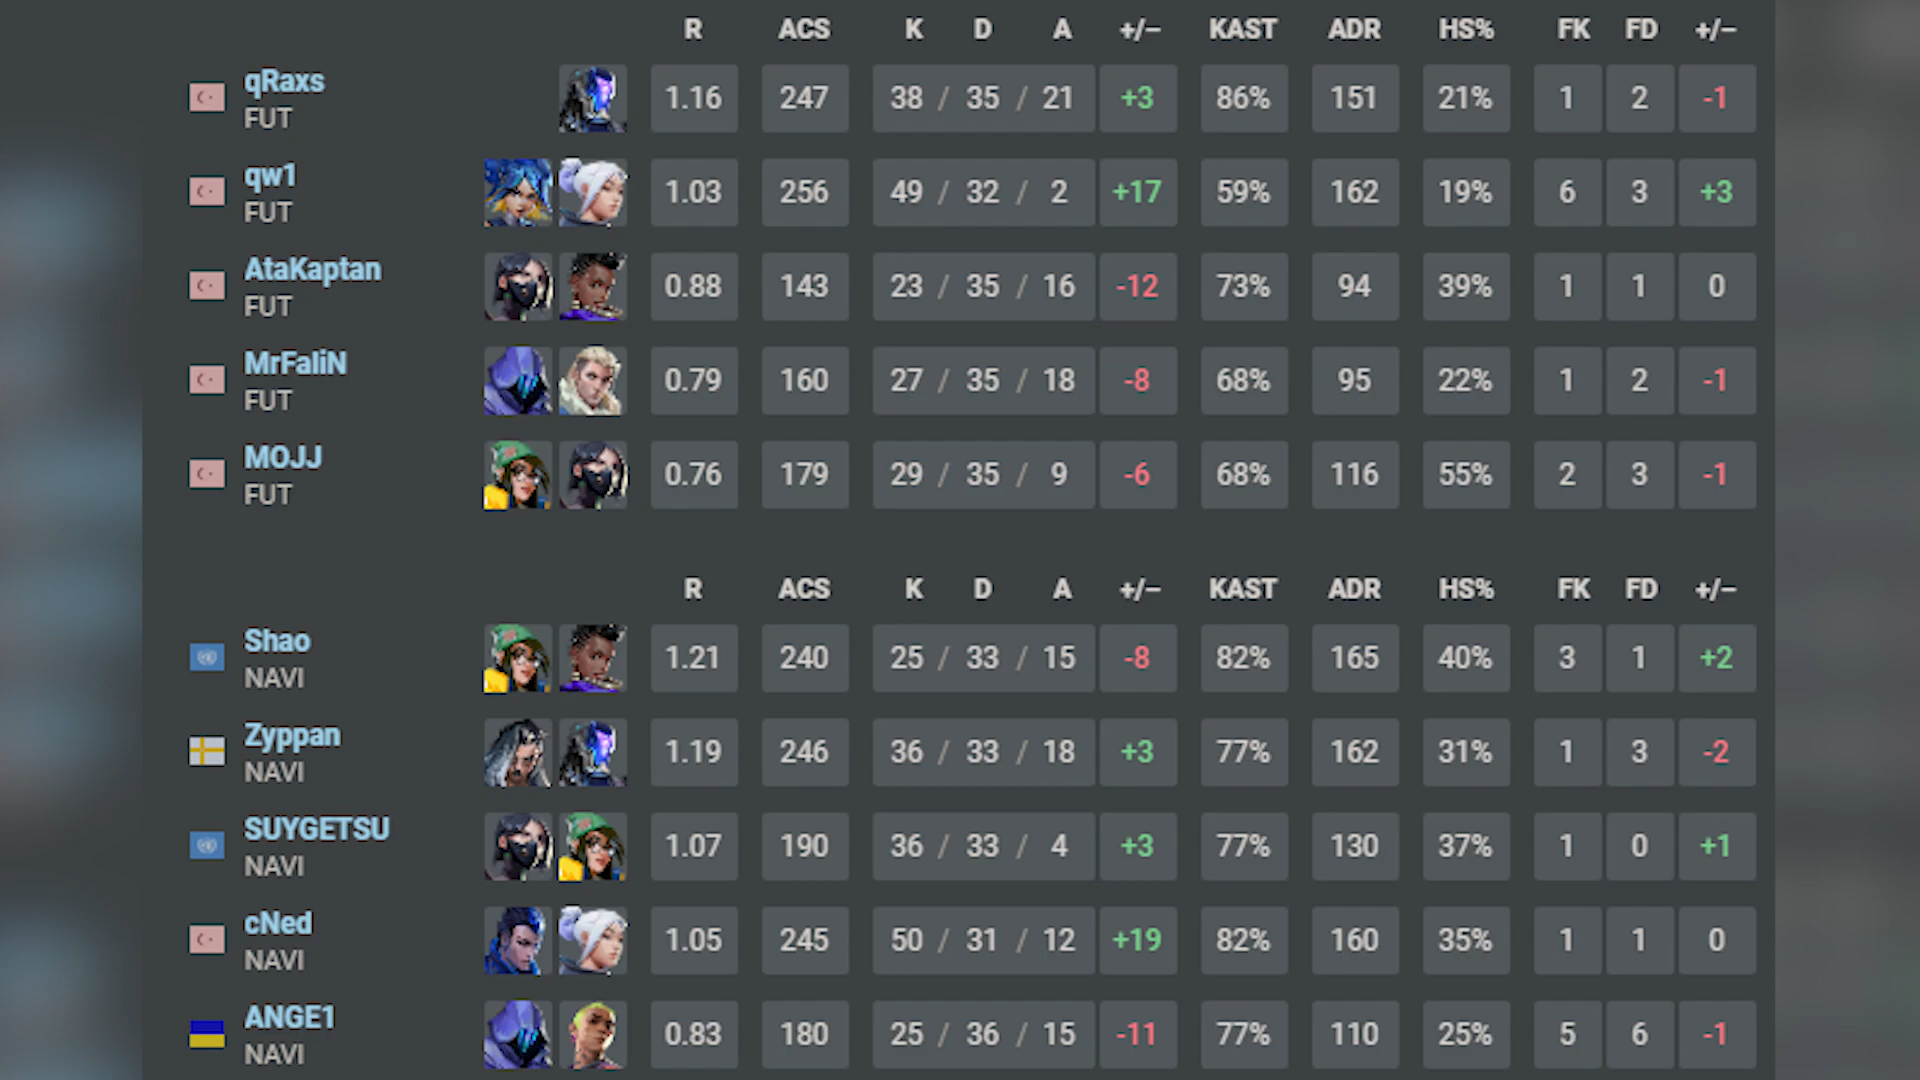 R ACS K D A +/– KAST ADR HS% FK FD +/–
qRaxs
FUT
1.16 247 38 / 35 / 21 +3 86% 151 21% 1 2 -1
qw1
FUT
1.03 256 49 / 32 / 2 +17 59% 162 19% 6 3 +3
AtaKaptan
FUT
0.88 143 23 / 35 / 16 -12 73% 94 39% 1 1 0
MrFaliN
FUT
0.79 160 27 / 35 / 18 -8 68% 95 22% 1 2 -1
MOJJ
FUT
0.76 179 29 / 35 / 9 -6 68% 116 55% 2 3 -1
R ACS K D A +/– KAST ADR HS% FK FD +/–
Shao
NAVI
1.21 240 25 / 33 / 15 -8 82% 165 40% 3 1 +2
Zyppan
NAVI
1.19 246 36 / 33 / 18 +3 77% 162 31% 1 3 -2
SUYGETSU
NAVI
1.07 190 36 / 33 / 4 +3 77% 130 37% 1 0 +1
cNed
NAVI
1.05 245 50 / 31 / 12 +19 82% 160 35% 1 1 0
ANGE1
NAVI
0.83 180 25 / 36 / 15 -11 77% 110 25% 5 6 -1